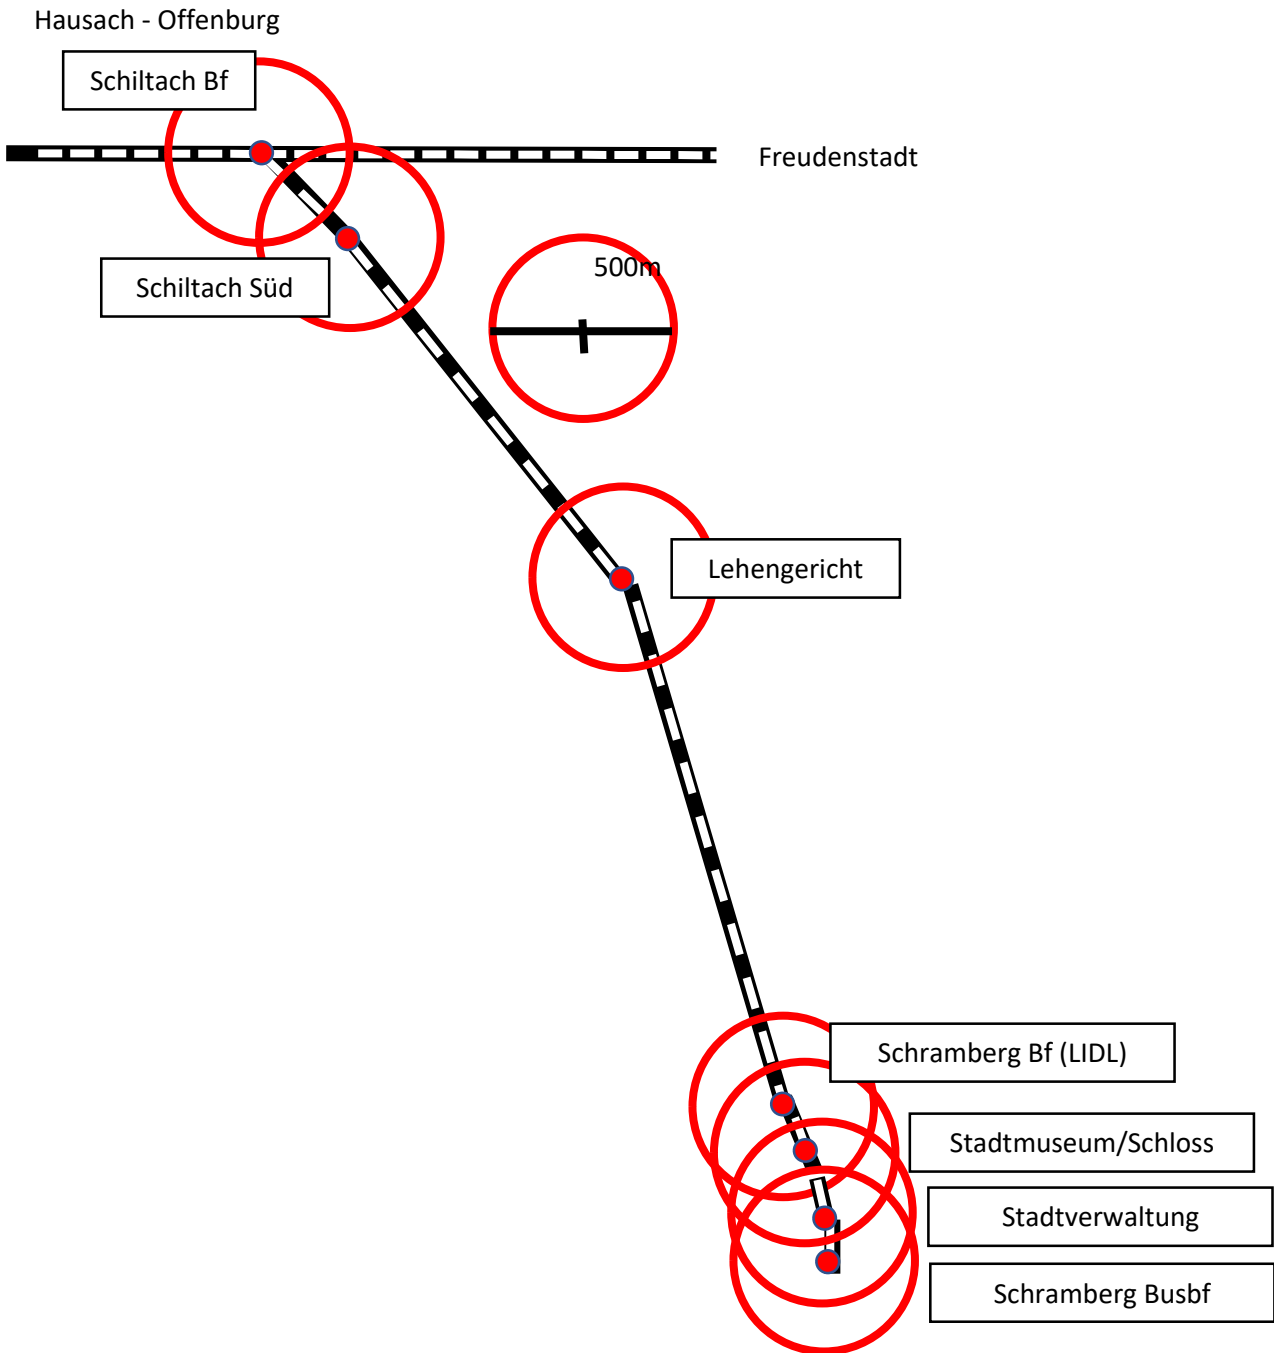 Hausach - Offenburg
Schiltach Bf
Freudenstadt
500m
Schiltach Süd
Lehengericht
Schramberg Bf (LIDL)
Stadtmuseum/Schloss
Stadtverwaltung
Schramberg Busbf